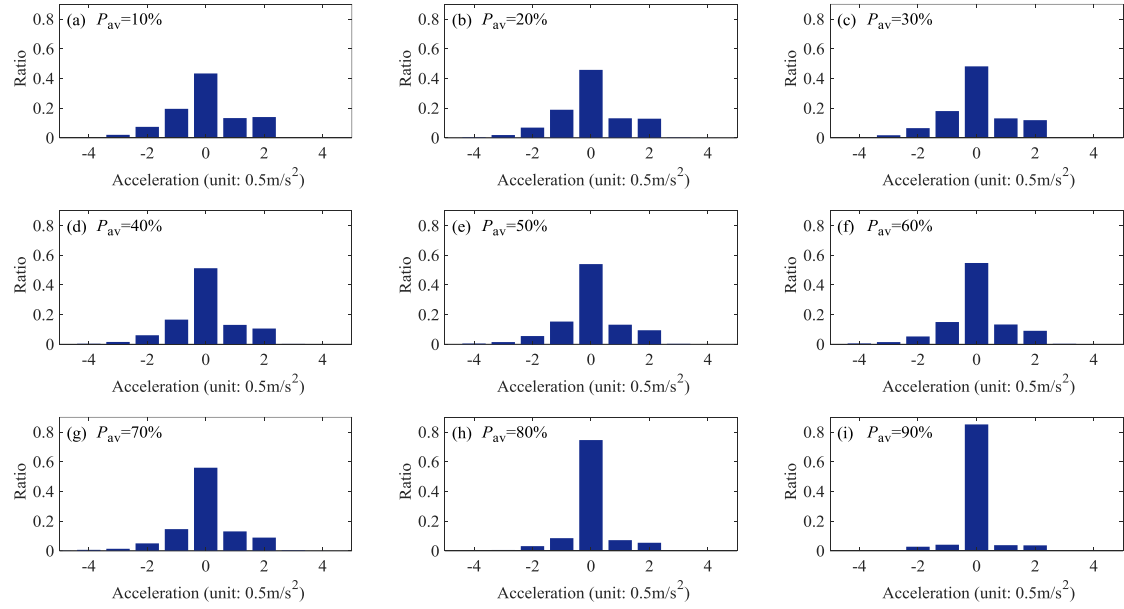 (a) P_av=10%
0.8
0.6
0.4
0.2
0
Ratio
-4 -2 0 2 4
Acceleration (unit: 0.5m/s²)
(b) P_av=20%
0.8
0.6
0.4
0.2
0
Ratio
-4 -2 0 2 4
Acceleration (unit: 0.5m/s²)
(c) P_av=30%
0.8
0.6
0.4
0.2
0
Ratio
-4 -2 0 2 4
Acceleration (unit: 0.5m/s²)
(d) P_av=40%
0.8
0.6
0.4
0.2
0
Ratio
-4 -2 0 2 4
Acceleration (unit: 0.5m/s²)
(e) P_av=50%
0.8
0.6
0.4
0.2
0
Ratio
-4 -2 0 2 4
Acceleration (unit: 0.5m/s²)
(f) P_av=60%
0.8
0.6
0.4
0.2
0
Ratio
-4 -2 0 2 4
Acceleration (unit: 0.5m/s²)
(g) P_av=70%
0.8
0.6
0.4
0.2
0
Ratio
-4 -2 0 2 4
Acceleration (unit: 0.5m/s²)
(h) P_av=80%
0.8
0.6
0.4
0.2
0
Ratio
-4 -2 0 2 4
Acceleration (unit: 0.5m/s²)
(i) P_av=90%
0.8
0.6
0.4
0.2
0
Ratio
-4 -2 0 2 4
Acceleration (unit: 0.5m/s²)